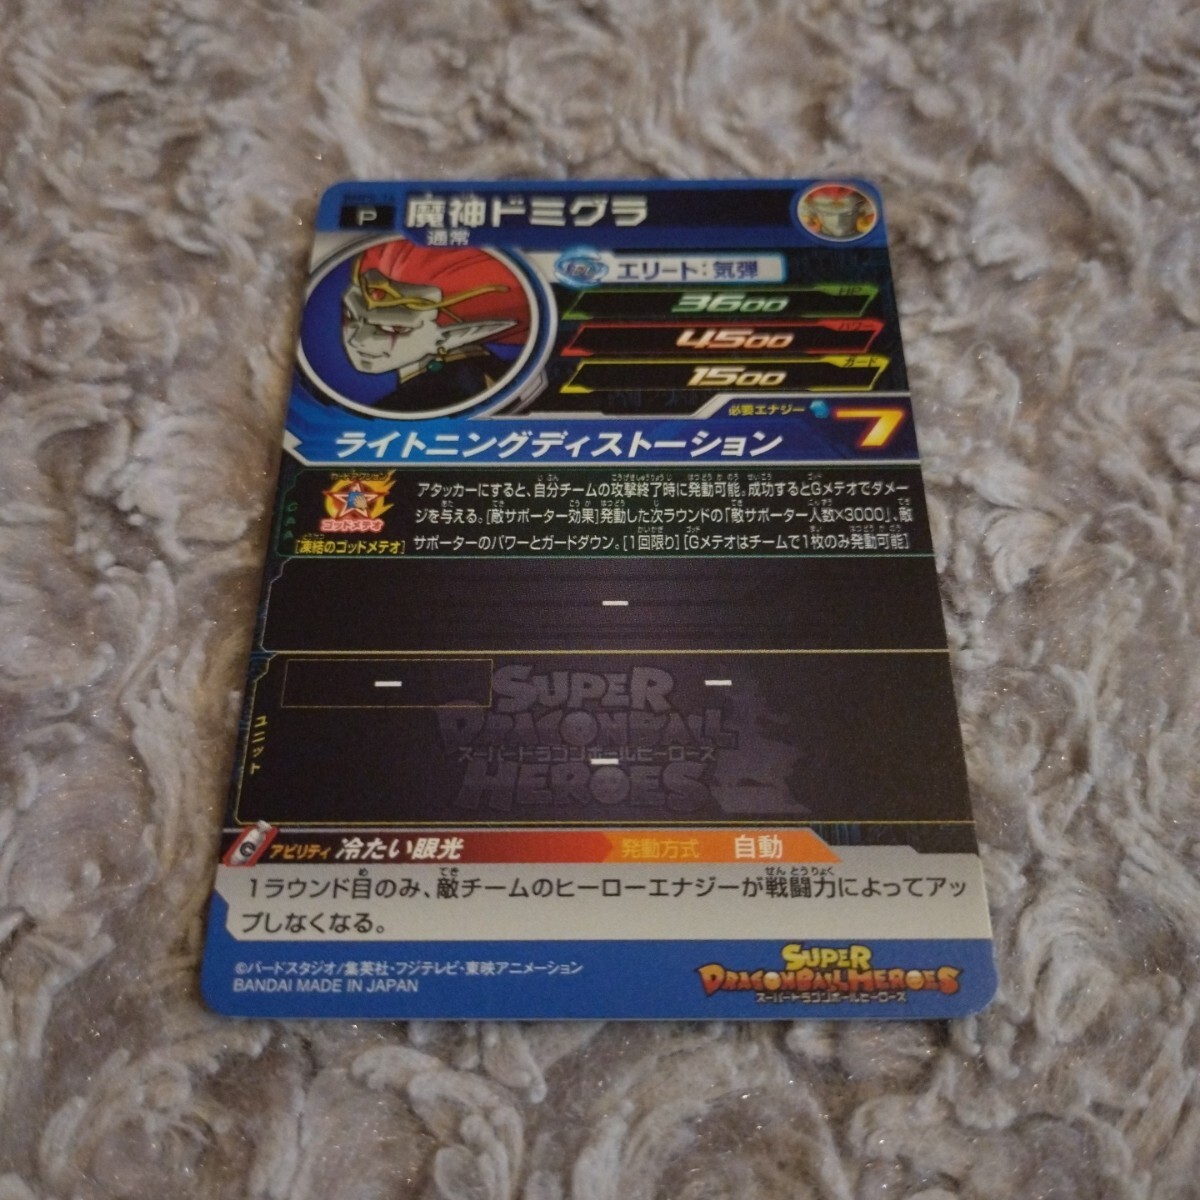 P 魔神ドミグラ
通常
エリート:気弾
HP
3600
パワー
4500
ガード
1500
必要エナジー 7
ライトニングディストーション
CAA
ゴッドメテオ
[凍結のゴッドメテオ]
アタッカーにすると、自分チームの攻撃終了時に発動可能。成功するとGメテオでダメ
ージを与える。[敵サポーター効果]発動した次ラウンドの「敵サポーター人数×3000」、敵
サポーターのパワーとガードダウン。[1回限り][Gメテオはチームで1枚のみ発動可能]
ー
ユニット
ー ー
ー
SUPER
DRAGONBALL
スーパードラゴンボールヒーローズ
HEROES
アビリティ 冷たい眼光 発動方式 自動
1ラウンド目のみ、敵チームのヒーローエナジーが戦闘力によってアッ
プしなくなる。
©バードスタジオ/集英社・フジテレビ・東映アニメーション
BANDAI MADE IN JAPAN
SUPER
DRAGONBALL HEROES
スーパードラゴンボールヒーローズ